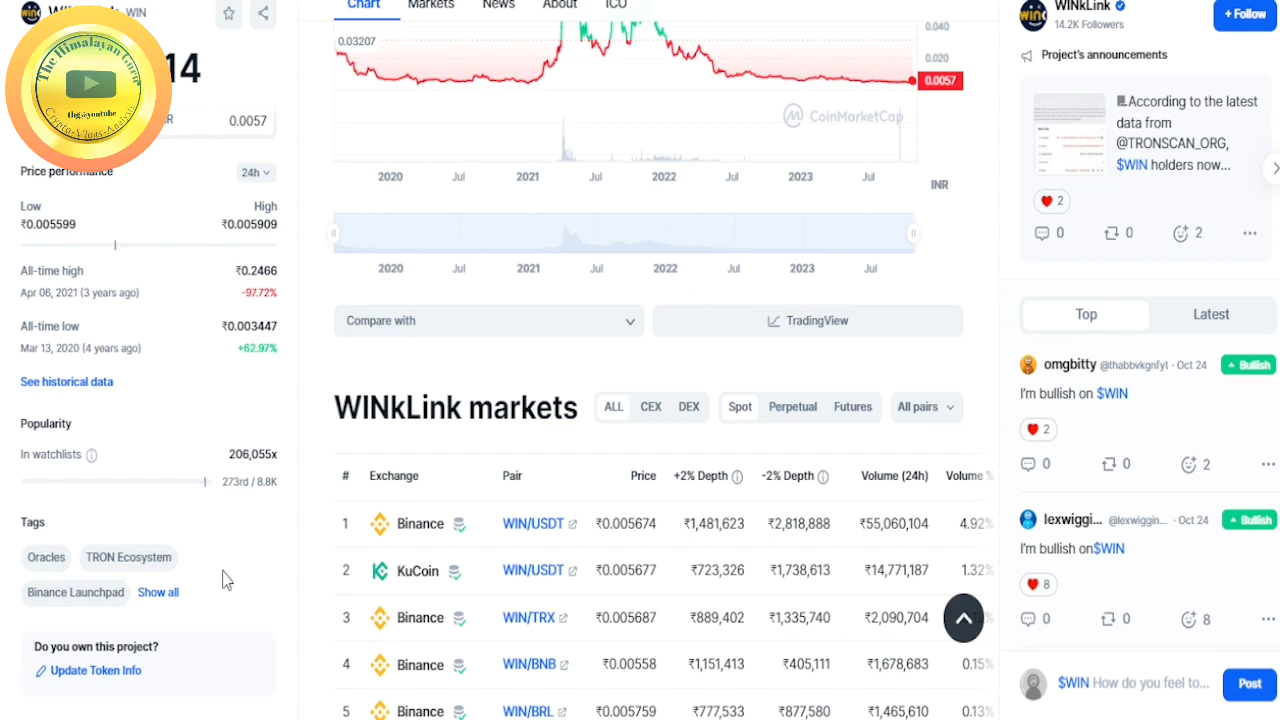 WIN
The Himalayan Guru
thg@youtube
Crypto-Vlogs-Analysis
14
0.0057
Price performance
24h
Low
High
₹0.005599
₹0.005909
All-time high
₹0.2466
Apr 06, 2021 (3 years ago)
-97.72%
All-time low
₹0.003447
Mar 13, 2020 (4 years ago)
+62.97%
See historical data
Popularity
In watchlists
206,055x
273rd / 8.8K
Tags
Oracles
TRON Ecosystem
Binance Launchpad
Show all
Do you own this project?
Update Token Info
Chart
Markets
News
About
ICO
0.03207
0.040
0.020
0.0057
CoinMarketCap
2020 Jul 2021 Jul 2022 Jul 2023 Jul
INR
2020 Jul 2021 Jul 2022 Jul 2023 Jul
Compare with
TradingView
WINkLink markets
ALL CEX DEX
Spot Perpetual Futures
All pairs
# Exchange Pair Price +2% Depth -2% Depth Volume (24h) Volume %
1 Binance WIN/USDT ₹0.005674 ₹1,481,623 ₹2,818,888 ₹55,060,104 4.92%
2 KuCoin WIN/USDT ₹0.005677 ₹723,326 ₹1,738,613 ₹14,771,187 1.32%
3 Binance WIN/TRX ₹0.005687 ₹889,402 ₹1,335,740 ₹2,090,704
4 Binance WIN/BNB ₹0.00558 ₹1,151,413 ₹405,111 ₹1,678,683 0.15%
5 Binance WIN/BRL ₹0.005759 ₹777,533 ₹877,580 ₹1,465,610 0.13%
WINkLink
14.2K Followers
+ Follow
Project's announcements
According to the latest
data from
@TRONSCAN_ORG,
$WIN holders now...
2
0 0 2 ...
Top
Latest
omgbitty @thabbvkgnfyt · Oct 24
Bullish
I'm bullish on $WIN
2
0 0 2 ...
lexwiggi... @lexwiggin... · Oct 24
Bullish
I'm bullish on$WIN
8
0 0 8 ...
$WIN How do you feel to...
Post